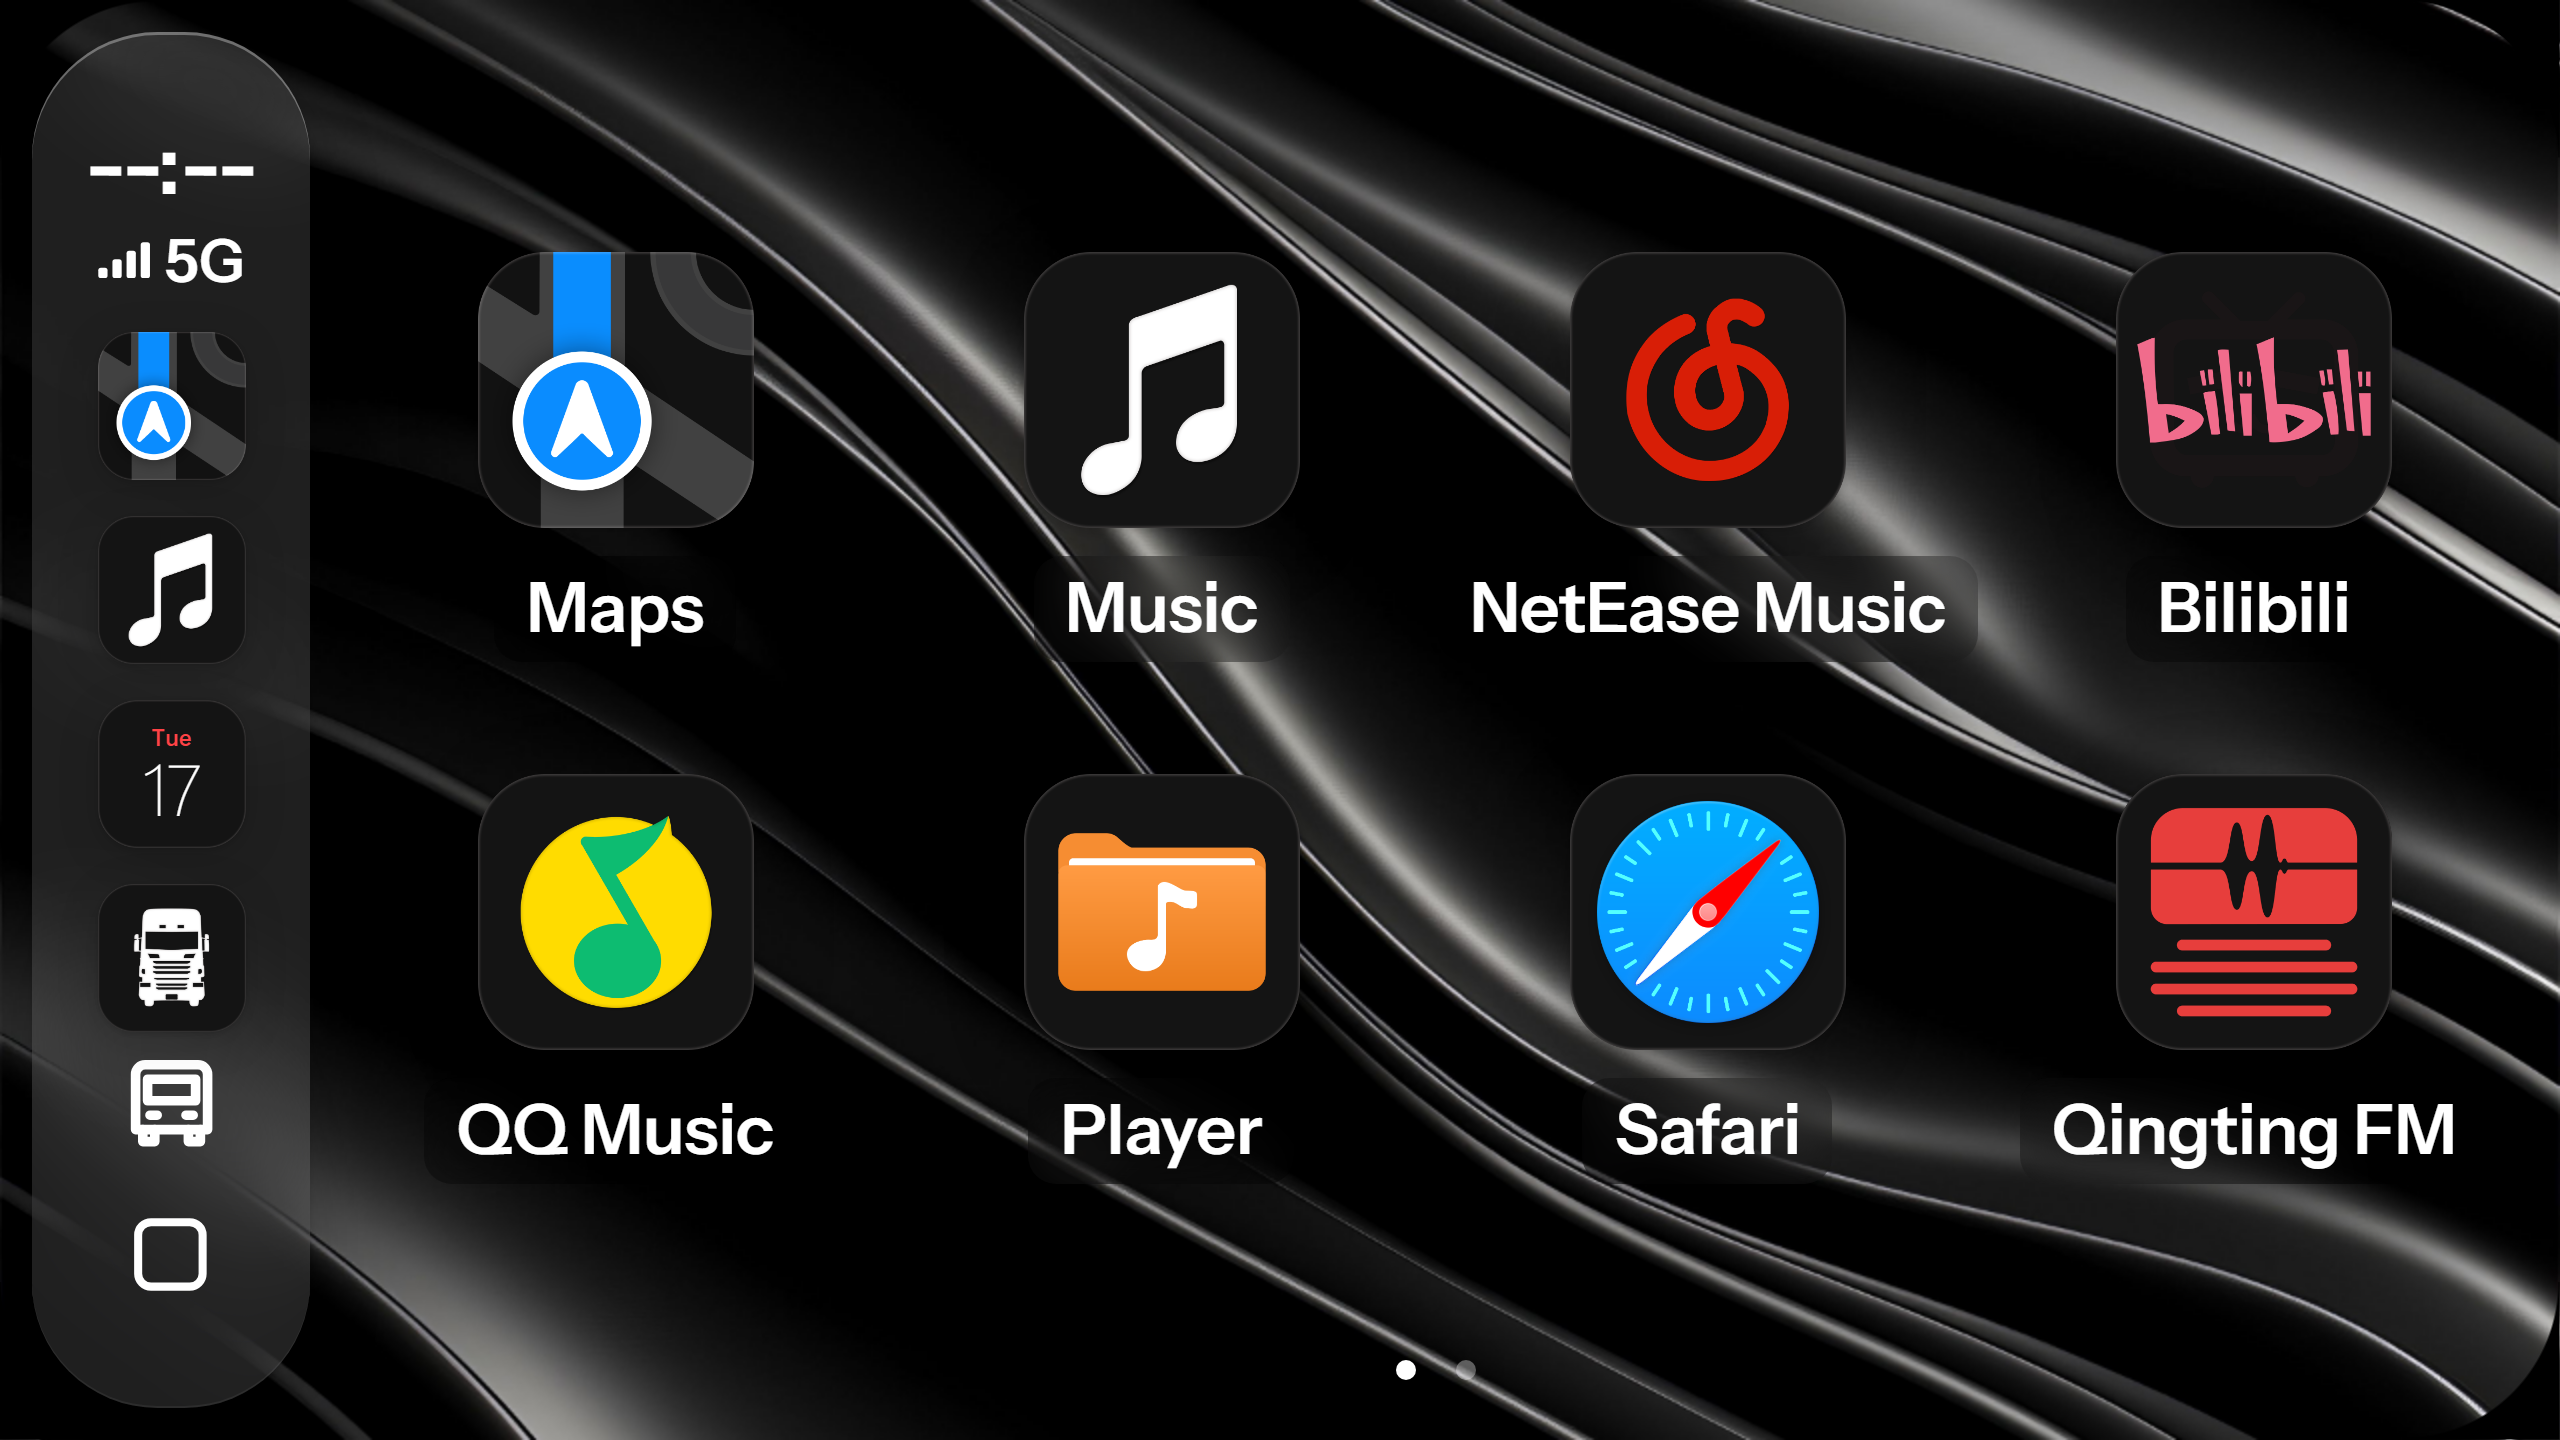 --:--
5G
Tue
17
Maps
Music
NetEase Music
bilibili
Bilibili
QQ Music
Player
Safari
Qingting FM